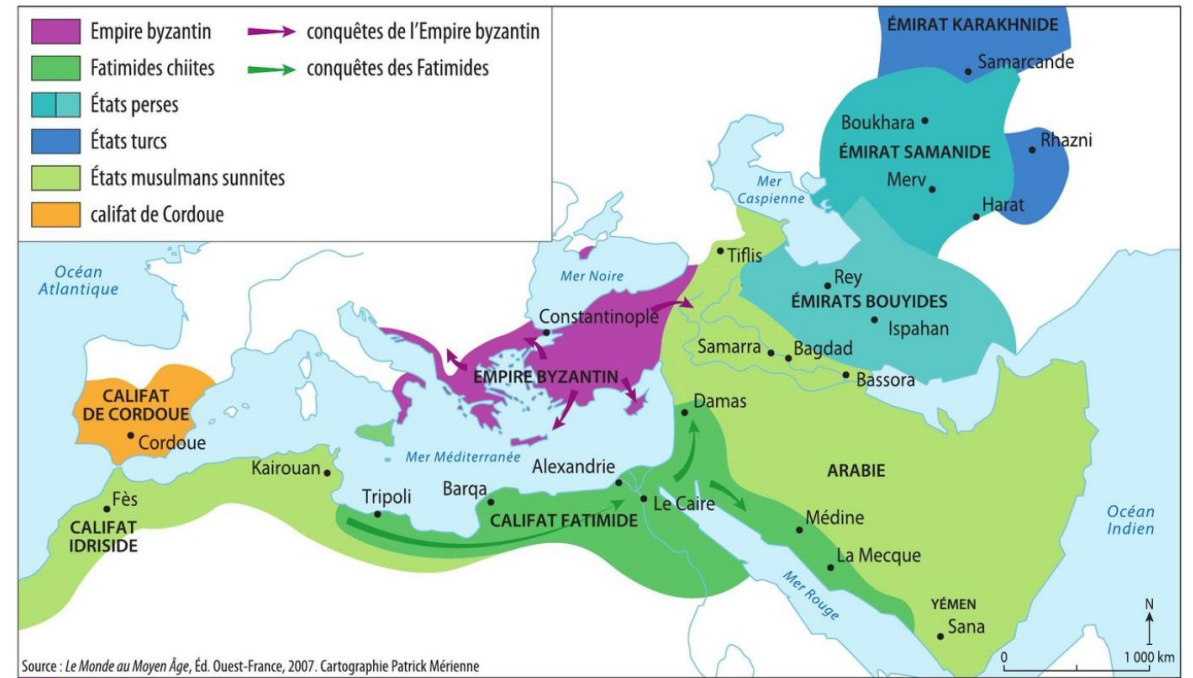 Empire byzantin
conquêtes de l'Empire byzantin
Fatimides chiites
conquêtes des Fatimides
États perses
États turcs
États musulmans sunnites
califat de Cordoue
ÉMIRAT KARAKHNIDE
Samarcande
Boukhara
ÉMIRAT SAMANIDE
Rhazni
Merv
Harat
Mer
Caspienne
Tiflis
Océan
Atlantique
Mer Noire
Rey
ÉMIRATS BOUYIDES
Ispahan
Constantinople
Samarra
Bagdad
Bassora
EMPIRE BYZANTIN
CALIFAT
DE CORDOUE
Cordoue
Damas
Mer Méditerranée
Kairouan
Alexandrie
ARABIE
Fès
CALIFAT
IDRISIDE
Tripoli
Barqa
CALIFAT FATIMIDE
Le Caire
Médine
La Mecque
Océan
Indien
Mer Rouge
YÉMEN
Sana
N
0
1 000 km
Source : Le Monde au Moyen Âge, Éd. Ouest-France, 2007. Cartographie Patrick Mérienne